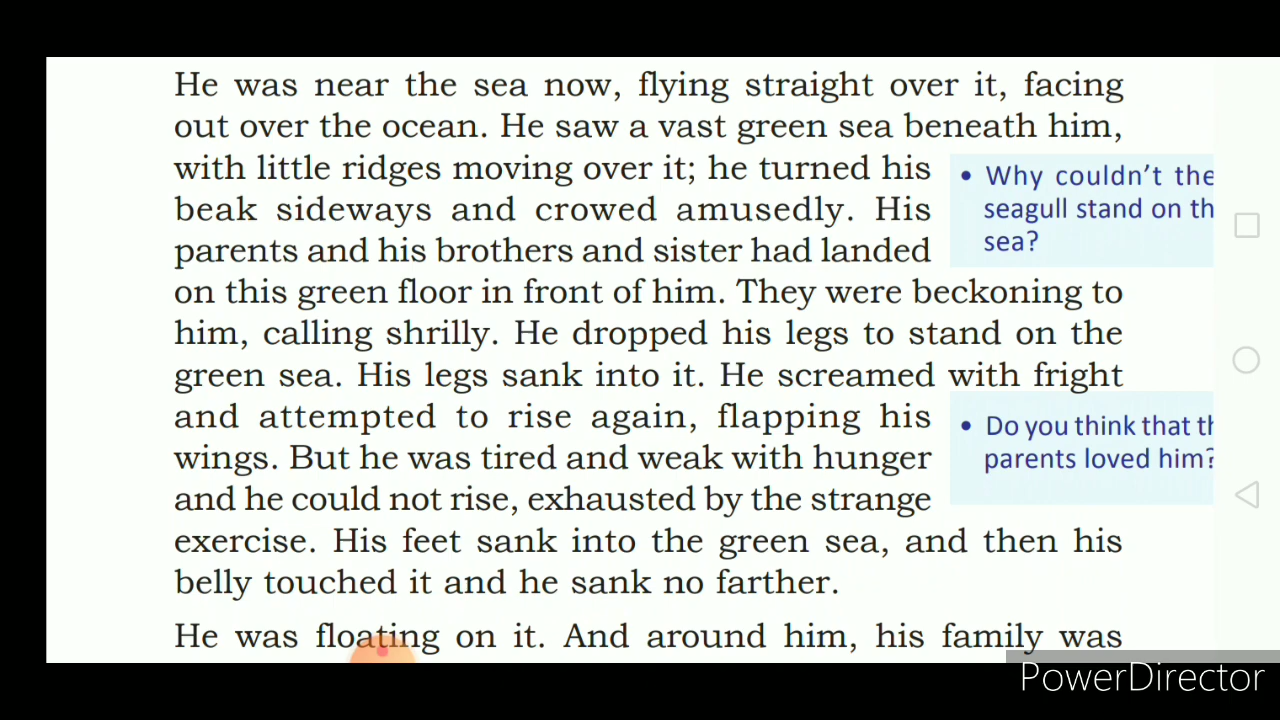 He was near the sea now, flying straight over it, facing
out over the ocean. He saw a vast green sea beneath him,
with little ridges moving over it; he turned his
beak sideways and crowed amusedly. His
parents and his brothers and sister had landed
on this green floor in front of him. They were beckoning to
him, calling shrilly. He dropped his legs to stand on the
green sea. His legs sank into it. He screamed with fright
and attempted to rise again, flapping his
wings. But he was tired and weak with hunger
and he could not rise, exhausted by the strange
exercise. His feet sank into the green sea, and then his
belly touched it and he sank no farther.
He was floating on it. And around him, his family was
• Why couldn't the
seagull stand on th
sea?
• Do you think that th
parents loved him?
PowerDirector